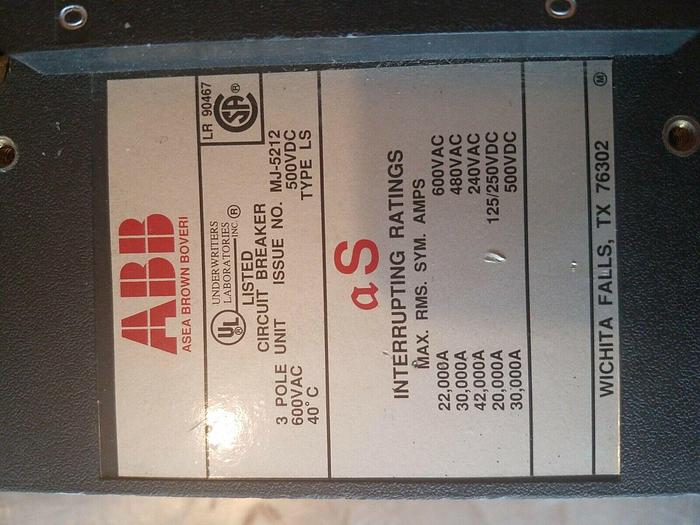 ABB
ASEA BROWN BOVERI
LR 90467
CSA ®
UL ®
UNDERWRITERS
LABORATORIES INC. ®
LISTED
CIRCUIT BREAKER
3 POLE UNIT ISSUE NO. MJ-5212
600VAC 500VDC
40°C TYPE LS
aS
INTERRUPTING RATINGS
MAX. RMS. SYM. AMPS
22,000A 600VAC
30,000A 480VAC
42,000A 240VAC
20,000A 125/250VDC
30,000A 500VDC
WICHITA FALLS, TX 76302 M